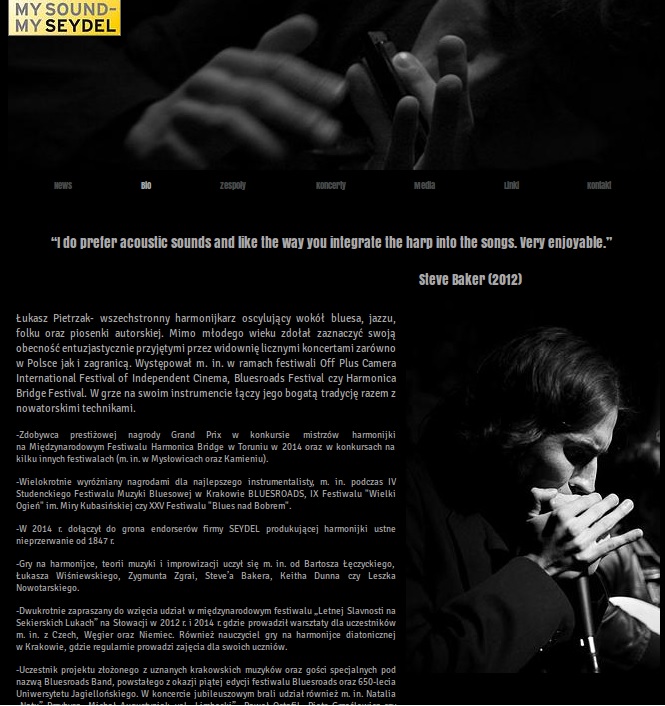 MY SOUND-
MY SEYDEL
News Bio Zespoły Koncerty Media Linki Kontakt
“I do prefer acoustic sounds and like the way you integrate the harp into the songs. Very enjoyable.”
Steve Baker (2012)
Łukasz Pietrzak- wszechstronny harmonijkarz oscylujący wokół bluesa, jazzu,
folku oraz piosenki autorskiej. Mimo młodego wieku zdołał zaznaczyć swoją
obecność entuzjastycznie przyjętymi przez widownię licznymi koncertami zarówno
w Polsce jak i zagranicą. Występował m. in. w ramach festiwali Off Plus Camera
International Festival of Independent Cinema, Bluesroads Festival czy Harmonica
Bridge Festival. W grze na swoim instrumencie łączy jego bogatą tradycję razem z
nowatorskimi technikami.
-Zdobywca prestiżowej nagrody Grand Prix w konkursie mistrzów harmonijki
na Międzynarodowym Festiwalu Harmonica Bridge w Toruniu w 2014 oraz w konkursach na
kilku innych festiwalach (m. in. w Mysłowicach oraz Kamieniu).
-Wielokrotnie wyróżniany nagrodami dla najlepszego instrumentalisty, m. in. podczas IV
Studenckiego Festiwalu Muzyki Bluesowej w Krakowie BLUESROADS, IX Festiwalu "Wielki
Ogień" im. Miry Kubasińskiej czy XXV Festiwalu "Blues nad Bobrem".
-W 2014 r. dołączył do grona endorserów firmy SEYDEL produkującej harmonijki ustne
nieprzerwanie od 1847 r.
-Gry na harmonijce, teorii muzyki i improwizacji uczył się m. in. od Bartosza Łęczyckiego,
Łukasza Wiśniewskiego, Zygmunta Zgrai, Steve'a Bakera, Keitha Dunna czy Leszka
Nowotarskiego.
-Dwukrotnie zapraszany do wzięcia udział w międzynarodowym festiwalu „Letnej Slavnosti na
Sekierskich Lukach” na Słowacji w 2012 r. i 2014 r. gdzie prowadził warsztaty dla uczestników
m. in. z Czech, Węgier oraz Niemiec. Również nauczyciel gry na harmonijce diatonicznej
w Krakowie, gdzie regularnie prowadzi zajęcia dla swoich uczniów.
-Uczestnik projektu złożonego z uznanych krakowskich muzyków oraz gości specjalnych pod
nazwą Bluesroads Band, powstałego z okazji piątej edycji festiwalu Bluesroads oraz 650-lecia
Uniwersytetu Jagiellońskiego. W koncercie jubileuszowym brali udział również m. in. Natalia